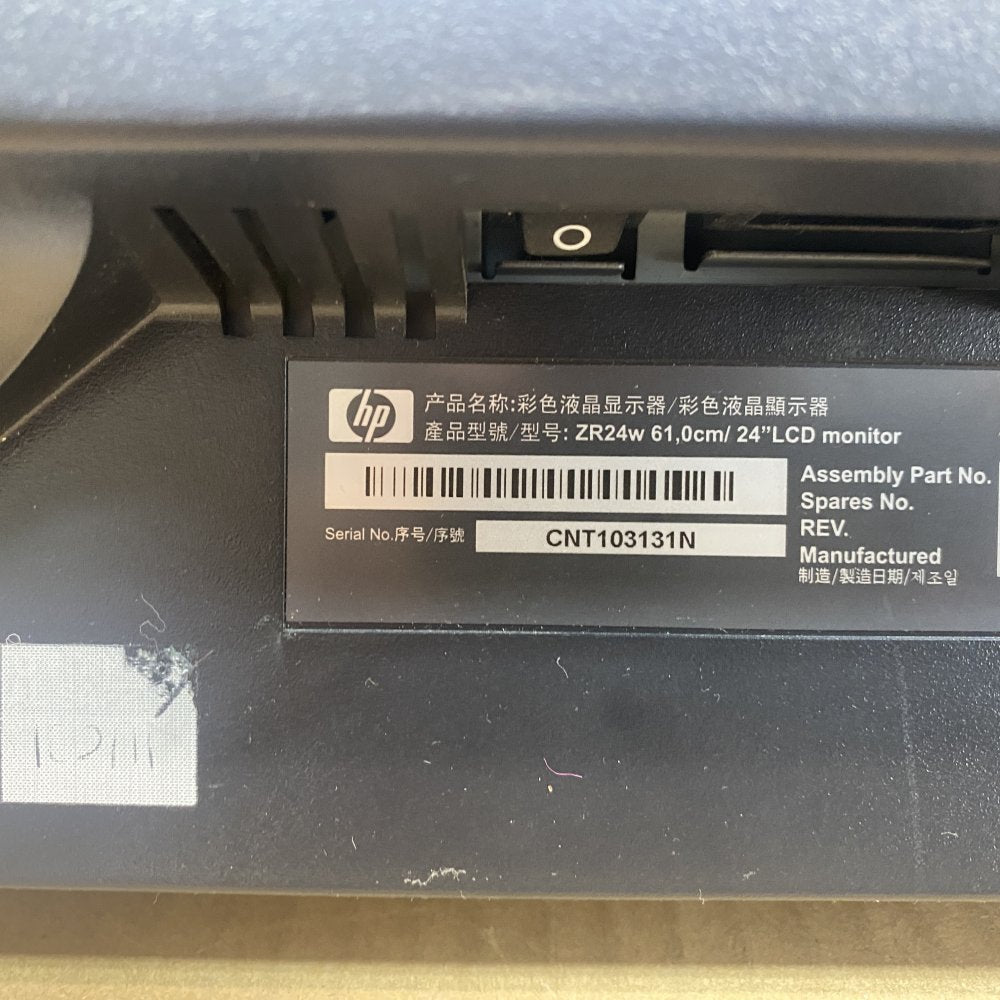 hp
产品名称:彩色液晶显示器/彩色液晶顯示器
產品型號/型号: ZR24w 61,0cm/ 24”LCD monitor
Serial No.序号/序號
CNT103131N
Assembly Part No.
Spares No.
REV.
Manufactured
制造/製造日期/제조일